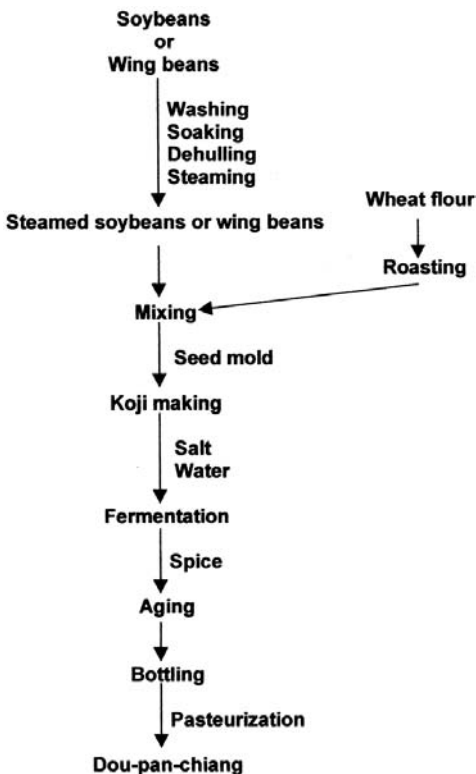 Soybeans
or
Wing beans
Washing
Soaking
Dehulling
Steaming
Wheat flour
Steamed soybeans or wing beans
Roasting
Mixing
Seed mold
Koji making
Salt
Water
Fermentation
Spice
Aging
Bottling
Pasteurization
Dou-pan-chiang